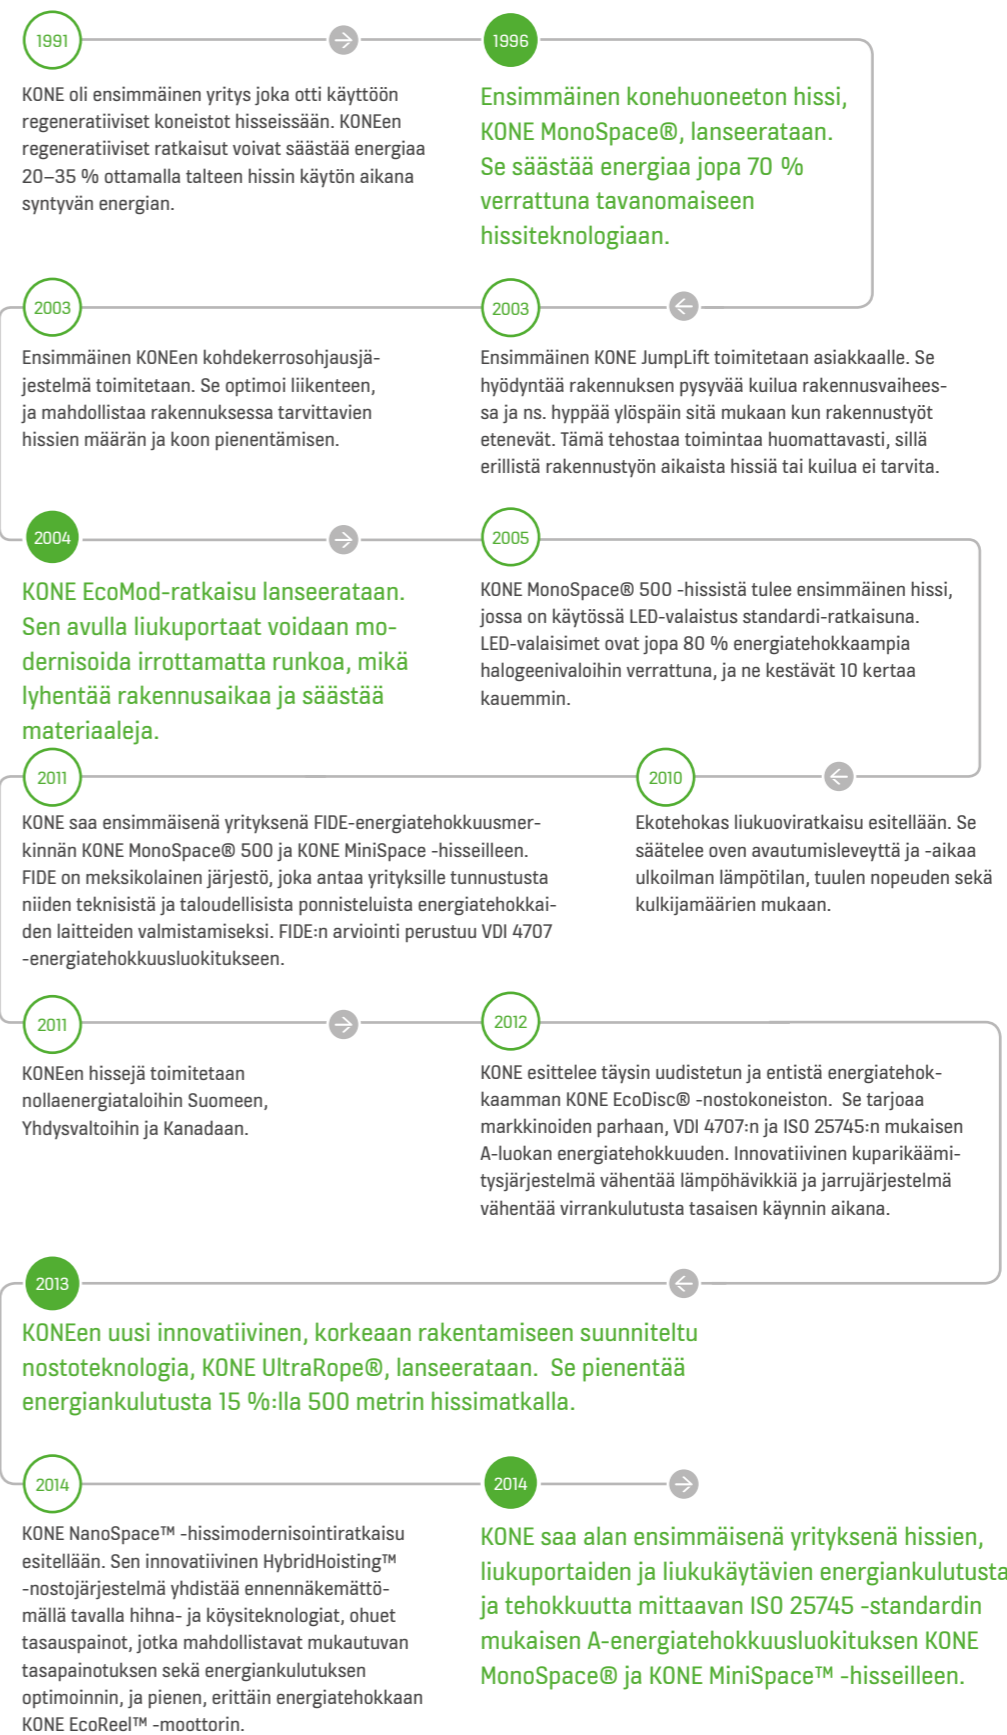 1991
KONE oli ensimmäinen yritys joka otti käyttöön
regeneratiiviset koneistot hisseissään. KONEen
regeneratiiviset ratkaisut voivat säästää energiaa
20–35 % ottamalla talteen hissin käytön aikana
syntyvän energian.
1996
Ensimmäinen konehuoneeton hissi,
KONE MonoSpace®, lanseerataan.
Se säästää energiaa jopa 70 %
verrattuna tavanomaiseen
hissiteknologiaan.
2003
Ensimmäinen KONE JumpLift toimitetaan asiakkaalle. Se
hyödyntää rakennuksen pysyvää kuilua rakennusvaihees-
sa ja ns. hyppää ylöspäin sitä mukaan kun rakennustyöt
etenevät. Tämä tehostaa toimintaa huomattavasti, sillä
erillistä rakennustyön aikaista hissiä tai kuilua ei tarvita.
2003
Ensimmäinen KONEen kohdekerrosohjausjä-
jestelmä toimitetaan. Se optimoi liikenteen,
ja mahdollistaa rakennuksessa tarvittavien
hissien määrän ja koon pienentämisen.
2004
KONE EcoMod-ratkaisu lanseerataan.
Sen avulla liukuportaat voidaan mo-
dernisoida irrottamatta runkoa, mikä
lyhentää rakennusaikaa ja säästää
materiaaleja.
2005
KONE MonoSpace® 500 -hissistä tulee ensimmäinen hissi,
jossa on käytössä LED-valaistus standardi-ratkaisuna.
LED-valaisimet ovat jopa 80 % energiatehokkaampia
halogeenivaloihin verrattuna, ja ne kestävät 10 kertaa
kauemmin.
2010
Ekotehokas liukuoviratkaisu esitellään. Se
säätelee oven avautumisleveyttä ja -aikaa
ulkoilman lämpötilan, tuulen nopeuden sekä
kulkijamäärien mukaan.
2011
KONE saa ensimmäisenä yrityksenä FIDE-energiatehokkuusmer-
kinnän KONE MonoSpace® 500 ja KONE MiniSpace -hisseilleen.
FIDE on meksikolainen järjestö, joka antaa yrityksille tunnustusta
niiden teknisistä ja taloudellisista ponnisteluista energiatehokkai-
den laitteiden valmistamiseksi. FIDE:n arviointi perustuu VDI 4707
-energiatehokkuusluokitukseen.
2011
KONEen hissejä toimitetaan
nollaenergiataloihin Suomeen,
Yhdysvaltoihin ja Kanadaan.
2012
KONE esittelee täysin uudistetun ja entistä energiatehok-
kaamman KONE EcoDisc® -nostokoneiston. Se tarjoaa
markkinoiden parhaan, VDI 4707:n ja ISO 25745:n mukaisen
A-luokan energiatehokkuuden. Innovatiivinen kuparikäämi-
tysjärjestelmä vähentää lämpöhävikkiä ja jarrujärjestelmä
vähentää virrankulutusta tasaisen käynnin aikana.
2013
KONEen uusi innovatiivinen, korkeaan rakentamiseen suunniteltu
nostoteknologia, KONE UltraRope®, lanseerataan. Se pienentää
energiankulutusta 15 %:lla 500 metrin hissimatkalla.
2014
KONE NanoSpace™ -hissimodernisointiratkaisu
esitellään. Sen innovatiivinen HybridHoisting™
-nostojärjestelmä yhdistää ennennäkemättö-
mällä tavalla hihna- ja köysiteknologiat, ohuet
tasauspainot, jotka mahdollistavat mukautuvan
tasapainotuksen sekä energiankulutuksen
optimoinnin, ja pienen, erittäin energiatehokkaan
KONE EcoReel™ -moottorin.
2014
KONE saa alan ensimmäisenä yrityksenä hissien,
liukuportaiden ja liukukäytävien energiankulutusta
ja tehokkuutta mittaavan ISO 25745 -standardin
mukaisen A-energiatehokkuusluokituksen KONE
MonoSpace® ja KONE MiniSpace™ -hisseilleen.